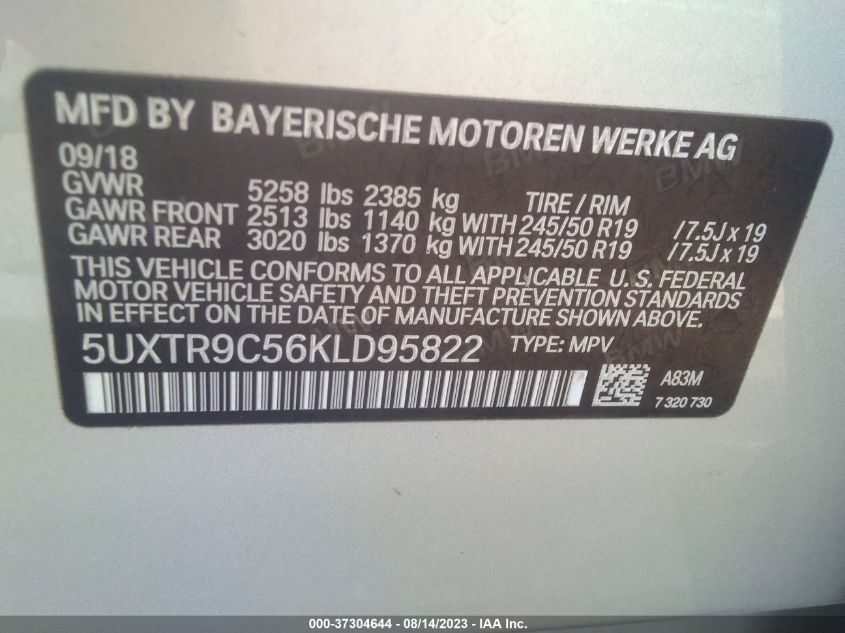 MFD BY BAYERISCHE MOTOREN WERKE AG
09/18
GVWR 5258 lbs 2385 kg TIRE / RIM
GAWR FRONT 2513 lbs 1140 kg WITH 245/50 R19 /7.5J x 19
GAWR REAR 3020 lbs 1370 kg WITH 245/50 R19 /7.5J x 19
THIS VEHICLE CONFORMS TO ALL APPLICABLE U. S. FEDERAL
MOTOR VEHICLE SAFETY AND THEFT PREVENTION STANDARDS
IN EFFECT ON THE DATE OF MANUFACTURE SHOWN ABOVE.
5UXTR9C56KLD95822 TYPE: MPV
A83M
7 320 730
000-37304644 - 08/14/2023 - IAA Inc.